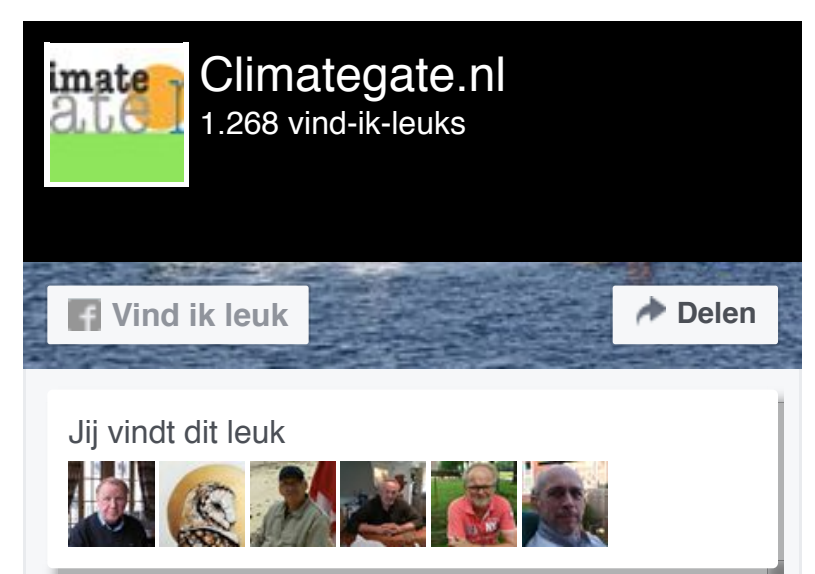 imate
ate
Climategate.nl
1.268 vind-ik-leuks
Vind ik leuk
Delen
Jij vindt dit leuk